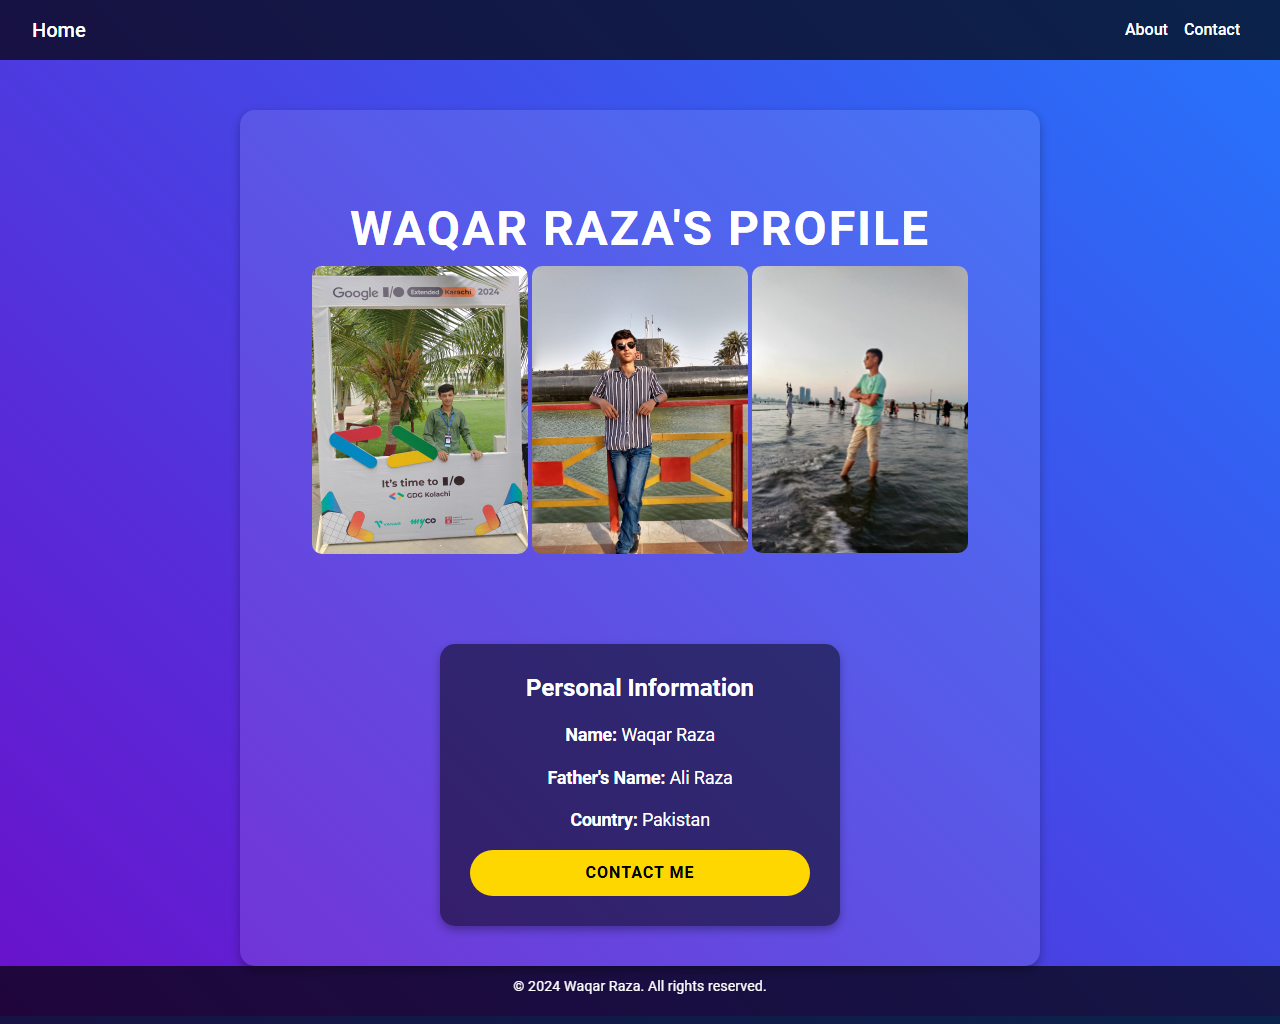 Home
About Contact
WAQAR RAZA'S PROFILE
Google I/O Extended Karachi 2024
It's time to I/O
GDG Kolachi
myco
Personal Information
Name: Waqar Raza
Father's Name: Ali Raza
Country: Pakistan
CONTACT ME
© 2024 Waqar Raza. All rights reserved.